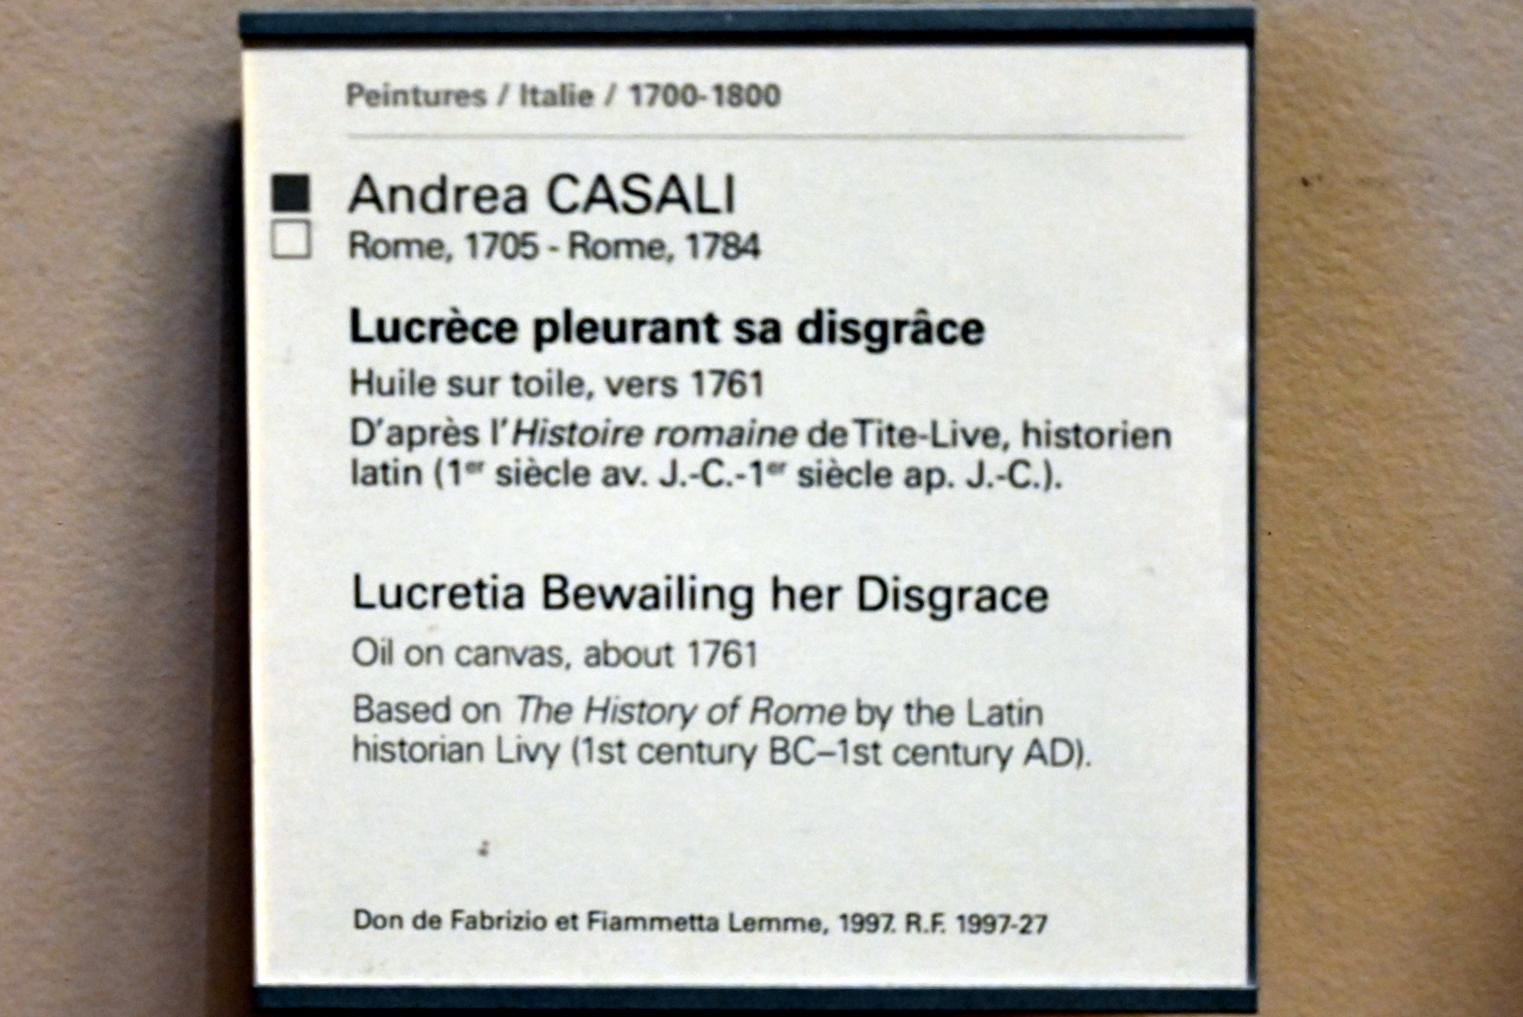 Peintures / Italie / 1700-1800
Andrea CASALI
Rome, 1705 - Rome, 1784
Lucrèce pleurant sa disgrâce
Huile sur toile, vers 1761
D'après l'Histoire romaine de Tite-Live, historien
latin (1er siècle av. J.-C.-1er siècle ap. J.-C.).
Lucretia Bewailing her Disgrace
Oil on canvas, about 1761
Based on The History of Rome by the Latin
historian Livy (1st century BC–1st century AD).
Don de Fabrizio et Fiammetta Lemme, 1997. R.F. 1997-27